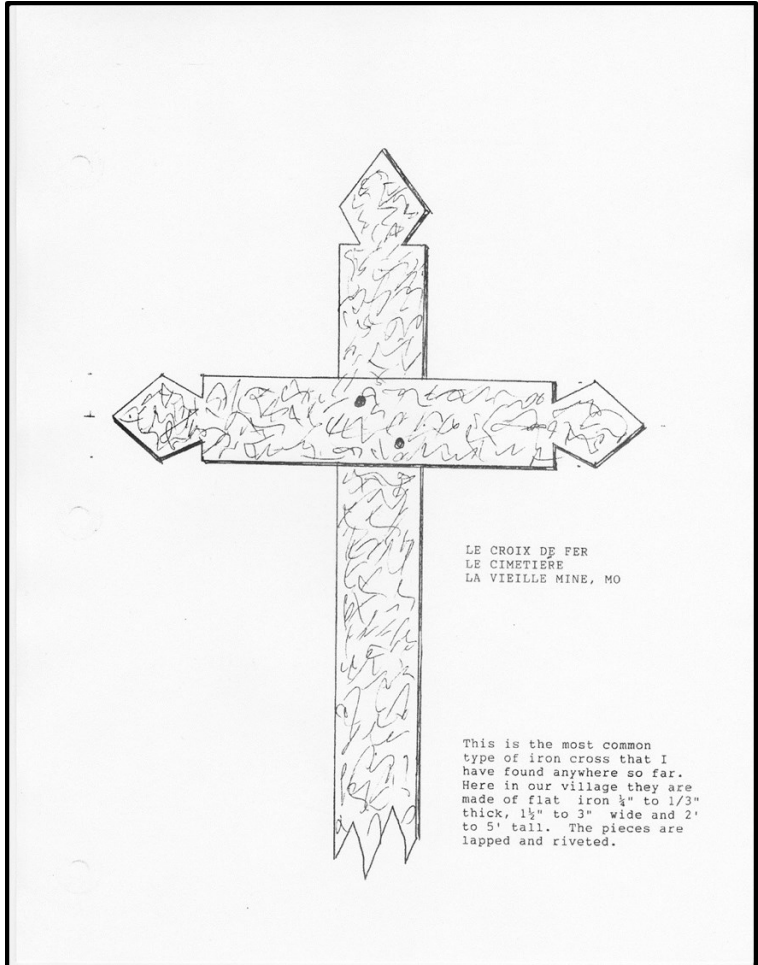 LE CROIX DE FER
LE CIMETIÈRE
LA VIEILLE MINE, MO
This is the most common
type of iron cross that I
have found anywhere so far.
Here in our village they are
made of flat iron ¼" to 1/3"
thick, 1½" to 3" wide and 2'
to 5' tall. The pieces are
lapped and riveted.